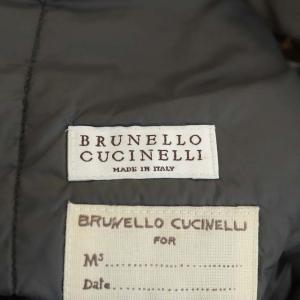 BRUNELLO
CUCINELLI
MADE IN ITALY
BRUNELLO CUCINELLI
FOR
Ms
Date